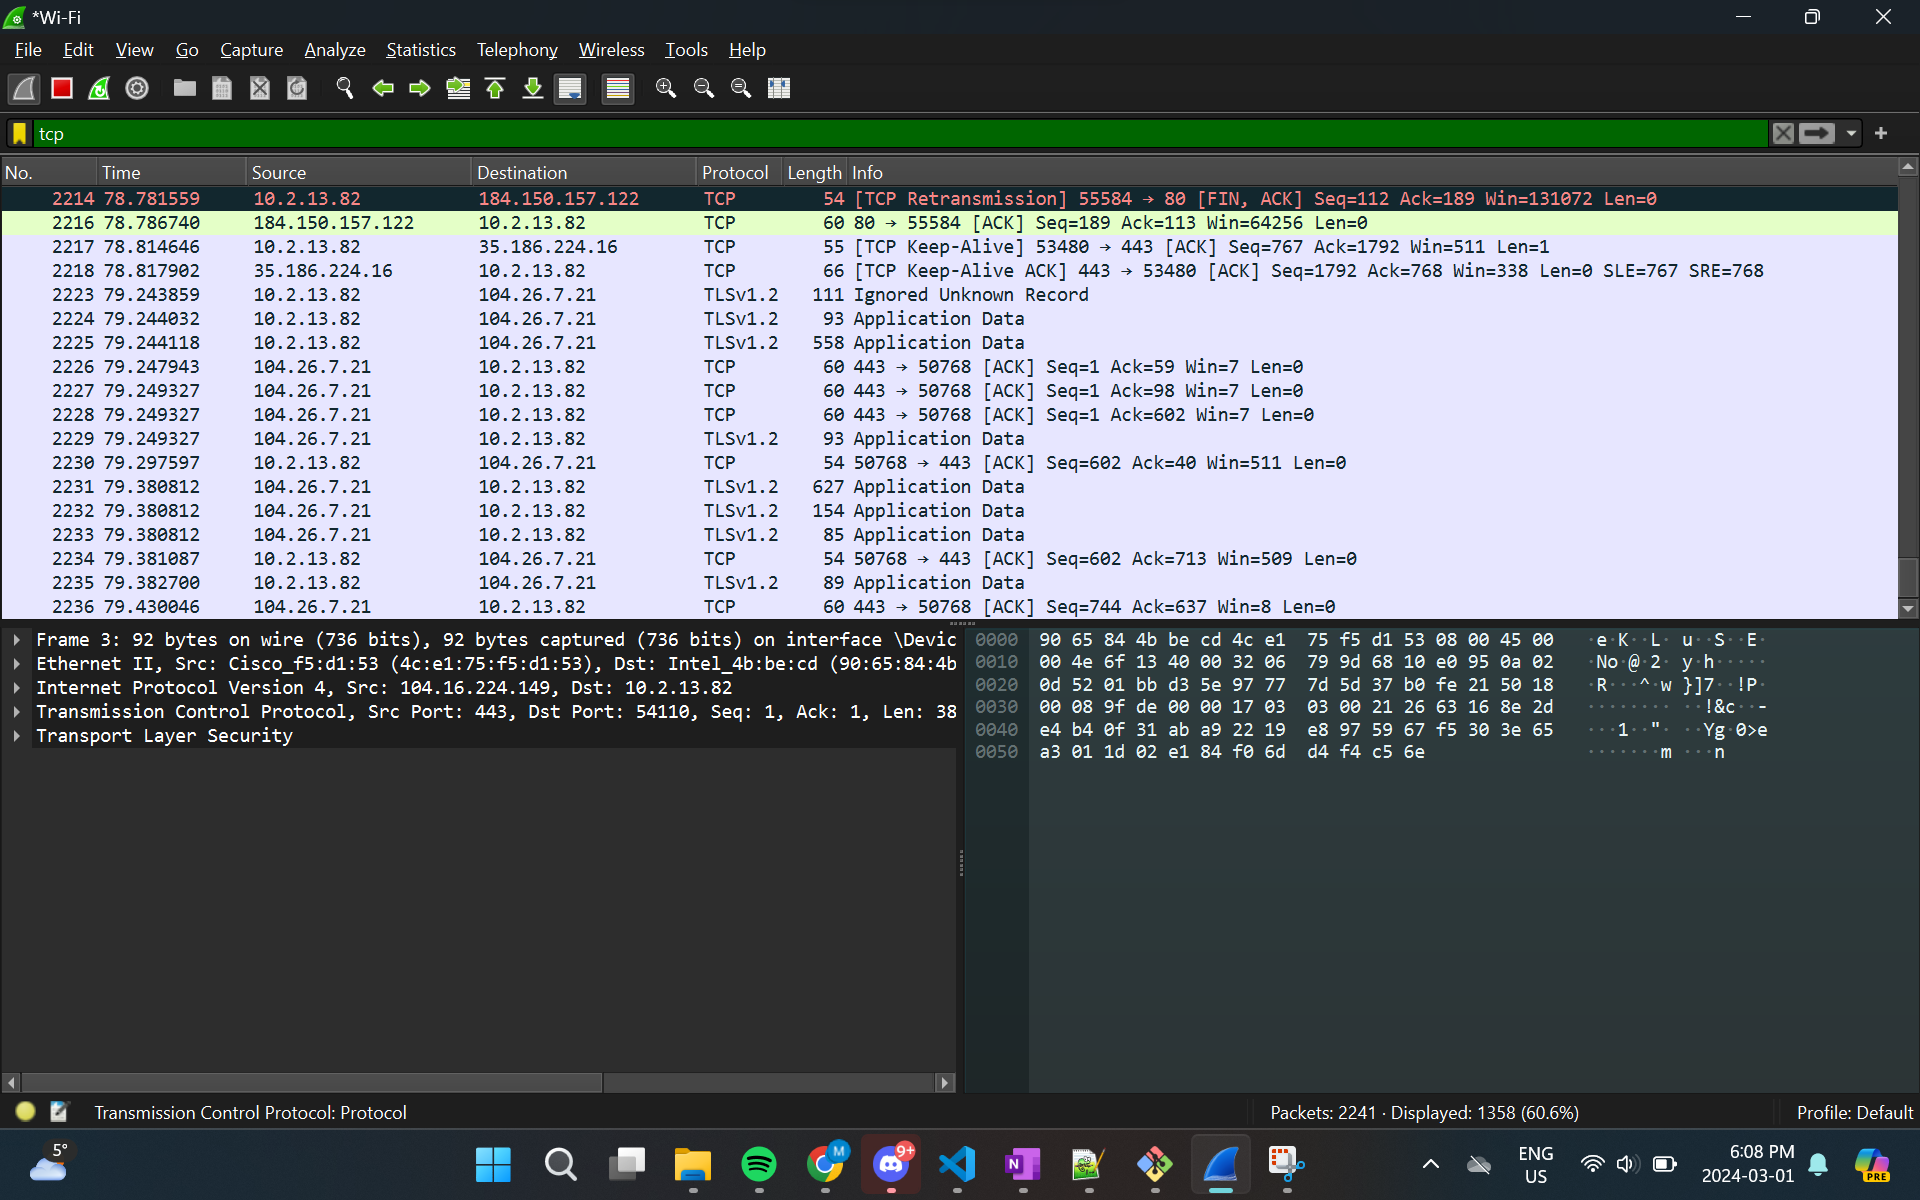 *Wi-Fi
File Edit View Go Capture Analyze Statistics Telephony Wireless Tools Help
tcp
No. Time Source Destination Protocol Length Info
2214 78.781559 10.2.13.82 184.150.157.122 TCP 54 [TCP Retransmission] 55584 → 80 [FIN, ACK] Seq=112 Ack=189 Win=131072 Len=0
2216 78.786740 184.150.157.122 10.2.13.82 TCP 60 80 → 55584 [ACK] Seq=189 Ack=113 Win=64256 Len=0
2217 78.814646 10.2.13.82 35.186.224.16 TCP 55 [TCP Keep-Alive] 53480 → 443 [ACK] Seq=767 Ack=1792 Win=511 Len=1
2218 78.817902 35.186.224.16 10.2.13.82 TCP 66 [TCP Keep-Alive ACK] 443 → 53480 [ACK] Seq=1792 Ack=768 Win=338 Len=0 SLE=767 SRE=768
2223 79.243859 10.2.13.82 104.26.7.21 TLSv1.2 111 Ignored Unknown Record
2224 79.244032 10.2.13.82 104.26.7.21 TLSv1.2 93 Application Data
2225 79.244118 10.2.13.82 104.26.7.21 TLSv1.2 558 Application Data
2226 79.247943 104.26.7.21 10.2.13.82 TCP 60 443 → 50768 [ACK] Seq=1 Ack=59 Win=7 Len=0
2227 79.249327 104.26.7.21 10.2.13.82 TCP 60 443 → 50768 [ACK] Seq=1 Ack=98 Win=7 Len=0
2228 79.249327 104.26.7.21 10.2.13.82 TCP 60 443 → 50768 [ACK] Seq=1 Ack=602 Win=7 Len=0
2229 79.249327 104.26.7.21 10.2.13.82 TLSv1.2 93 Application Data
2230 79.297597 10.2.13.82 104.26.7.21 TCP 54 50768 → 443 [ACK] Seq=602 Ack=40 Win=511 Len=0
2231 79.380812 104.26.7.21 10.2.13.82 TLSv1.2 627 Application Data
2232 79.380812 104.26.7.21 10.2.13.82 TLSv1.2 154 Application Data
2233 79.380812 104.26.7.21 10.2.13.82 TLSv1.2 85 Application Data
2234 79.381087 10.2.13.82 104.26.7.21 TCP 54 50768 → 443 [ACK] Seq=602 Ack=713 Win=509 Len=0
2235 79.382700 10.2.13.82 104.26.7.21 TLSv1.2 89 Application Data
2236 79.430046 104.26.7.21 10.2.13.82 TCP 60 443 → 50768 [ACK] Seq=744 Ack=637 Win=8 Len=0
Frame 3: 92 bytes on wire (736 bits), 92 bytes captured (736 bits) on interface \Devic
Ethernet II, Src: Cisco_f5:d1:53 (4c:e1:75:f5:d1:53), Dst: Intel_4b:be:cd (90:65:84:4b
Internet Protocol Version 4, Src: 104.16.224.149, Dst: 10.2.13.82
Transmission Control Protocol, Src Port: 443, Dst Port: 54110, Seq: 1, Ack: 1, Len: 38
Transport Layer Security
0000 90 65 84 4b be cd 4c e1 75 f5 d1 53 08 00 45 00 ·e·K··L· u··S··E·
0010 00 4e 6f 13 40 00 32 06 79 9d 68 10 e0 95 0a 02 ·No·@·2· y·h·····
0020 0d 52 01 bb d3 5e 97 77 7d 5d 37 b0 fe 21 50 18 ·R···^·w }]7··!P·
0030 00 08 9f de 00 00 17 03 03 00 21 26 63 16 8e 2d ········ ··!&c··-
0040 e4 b4 0f 31 ab a9 22 19 e8 97 59 67 f5 30 3e 65 ···1··"· ··Yg·0>e
0050 a3 01 1d 02 e1 84 f0 6d d4 f4 c5 6e ·······m ···n
Transmission Control Protocol: Protocol
Packets: 2241 · Displayed: 1358 (60.6%)
Profile: Default
5°
M
9+
N
ENG
US
6:08 PM
2024-03-01
PRE